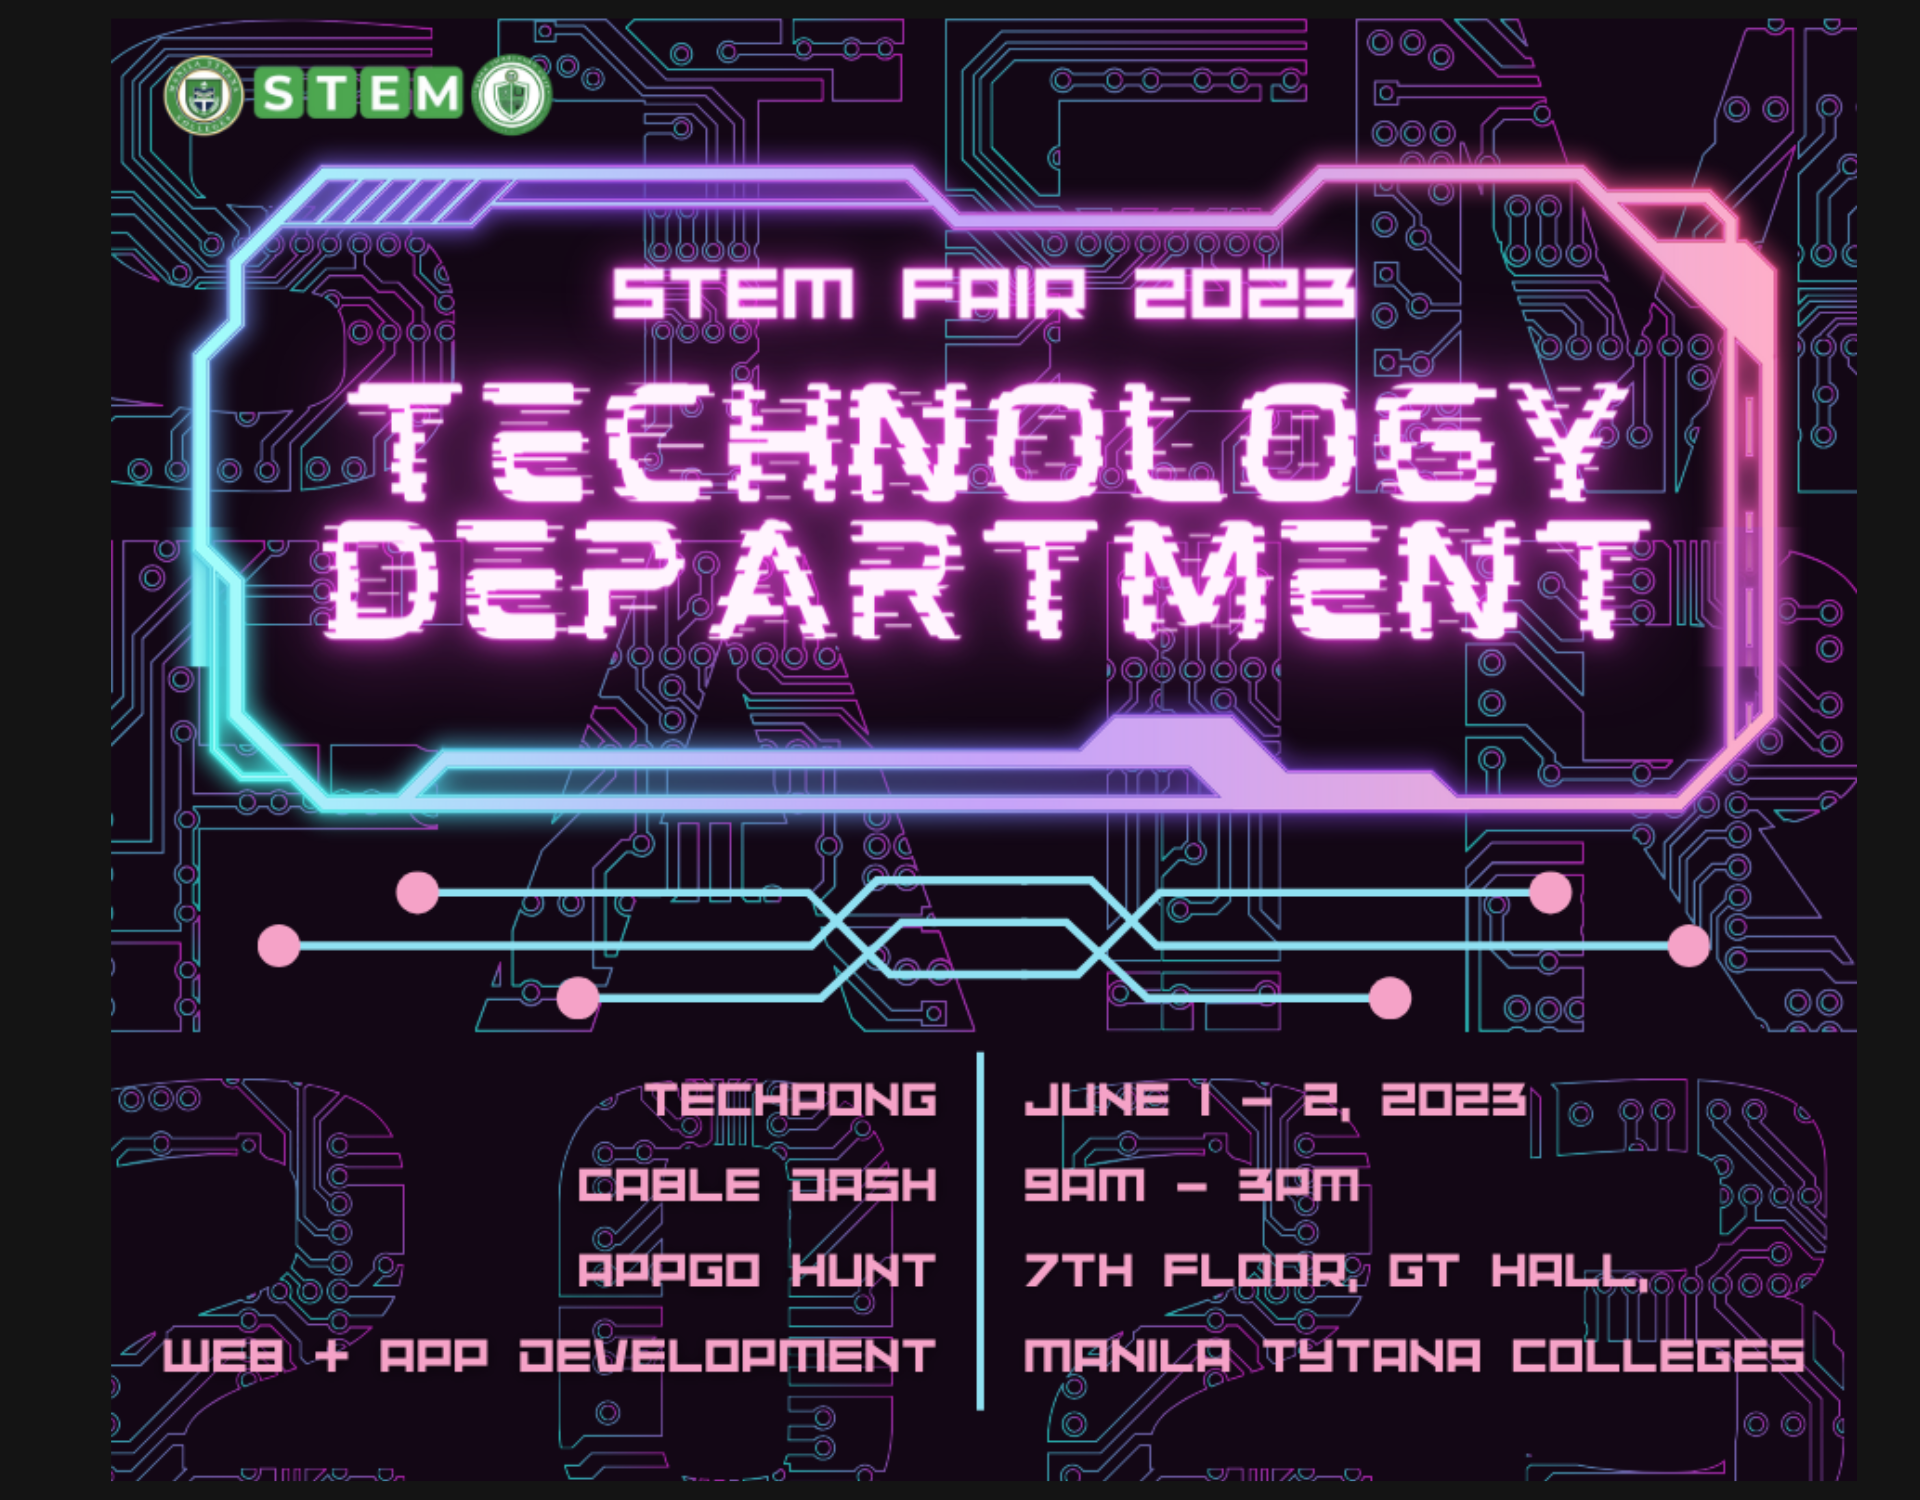 STEM
STEM FAIR 2023
TECHNOLOGY
DEPARTMENT
TECHPONG
CABLE DASH
APPGO HUNT
WEB + APP DEVELOPMENT
JUNE 1 - 2, 2023
9AM - 3PM
7TH FLOOR, GT HALL,
MANILA TYTANA COLLEGES